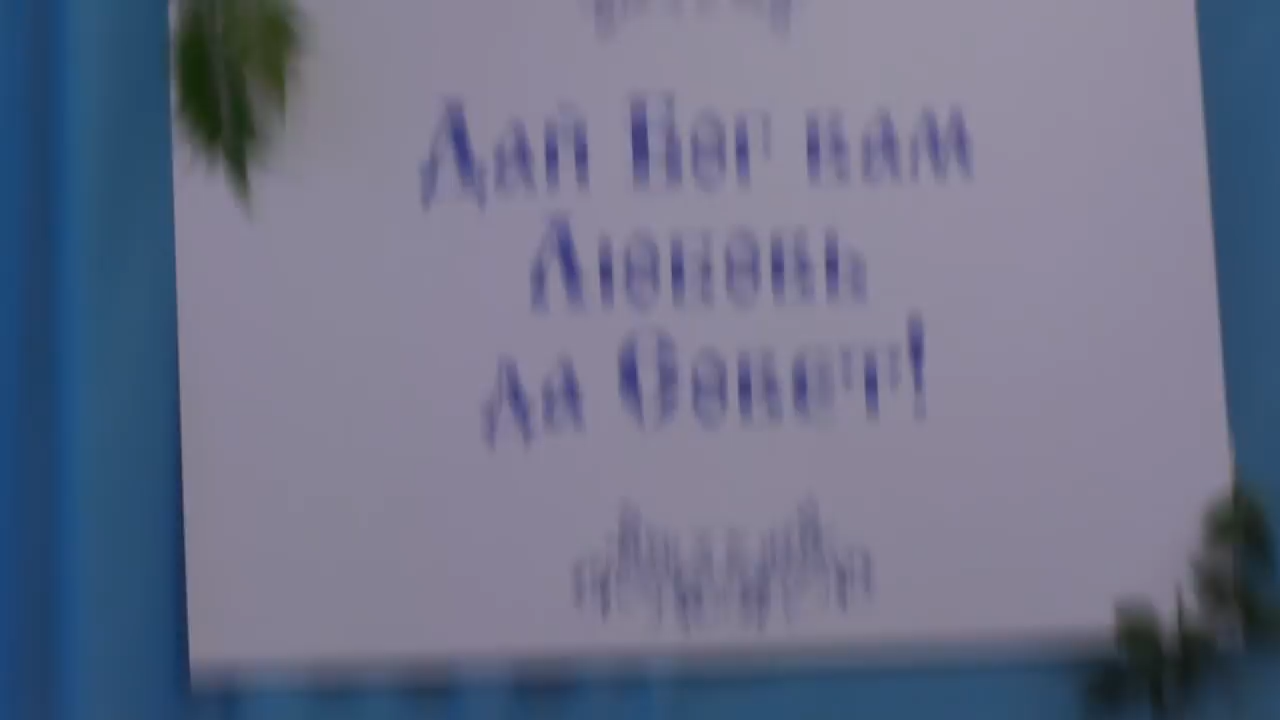 Дай Бог вам
Любовь
да Совет!